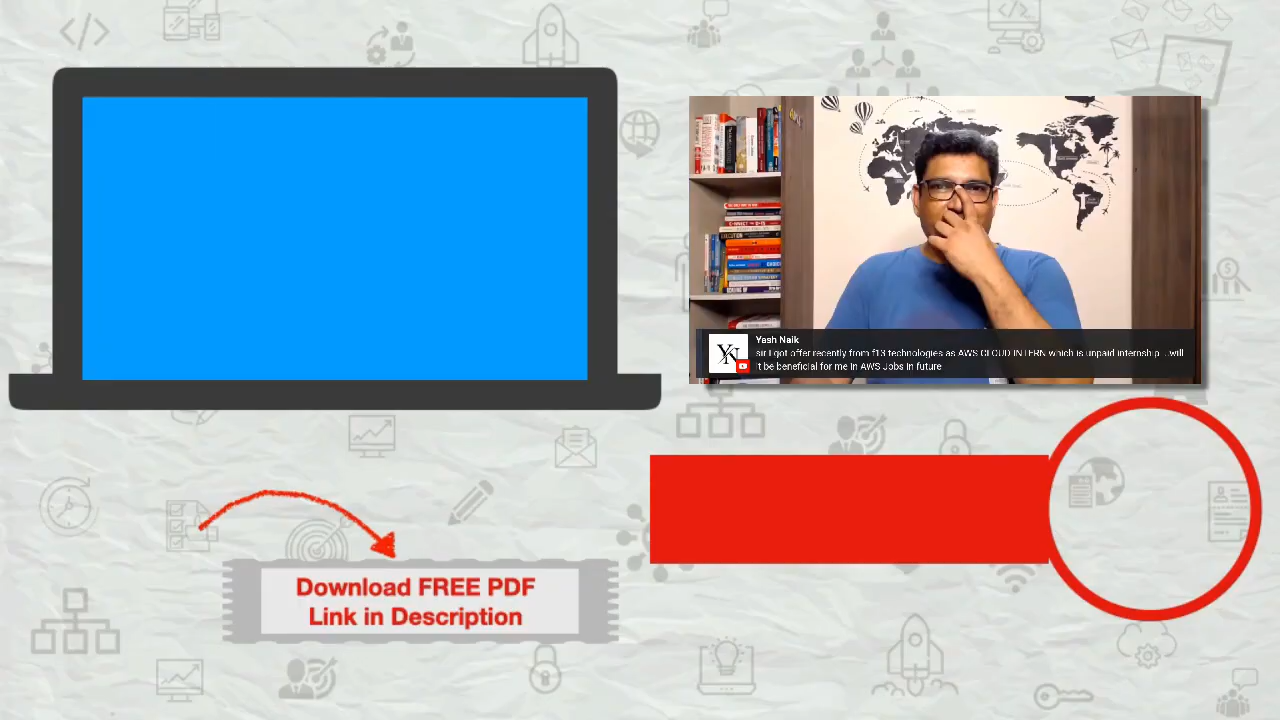 Yash Naik
sir I got offer recently from f13 technologies as AWS CLOUD INTERN which is unpaid internship ...will
it be beneficial for me in AWS Jobs in future
Download FREE PDF
Link in Description